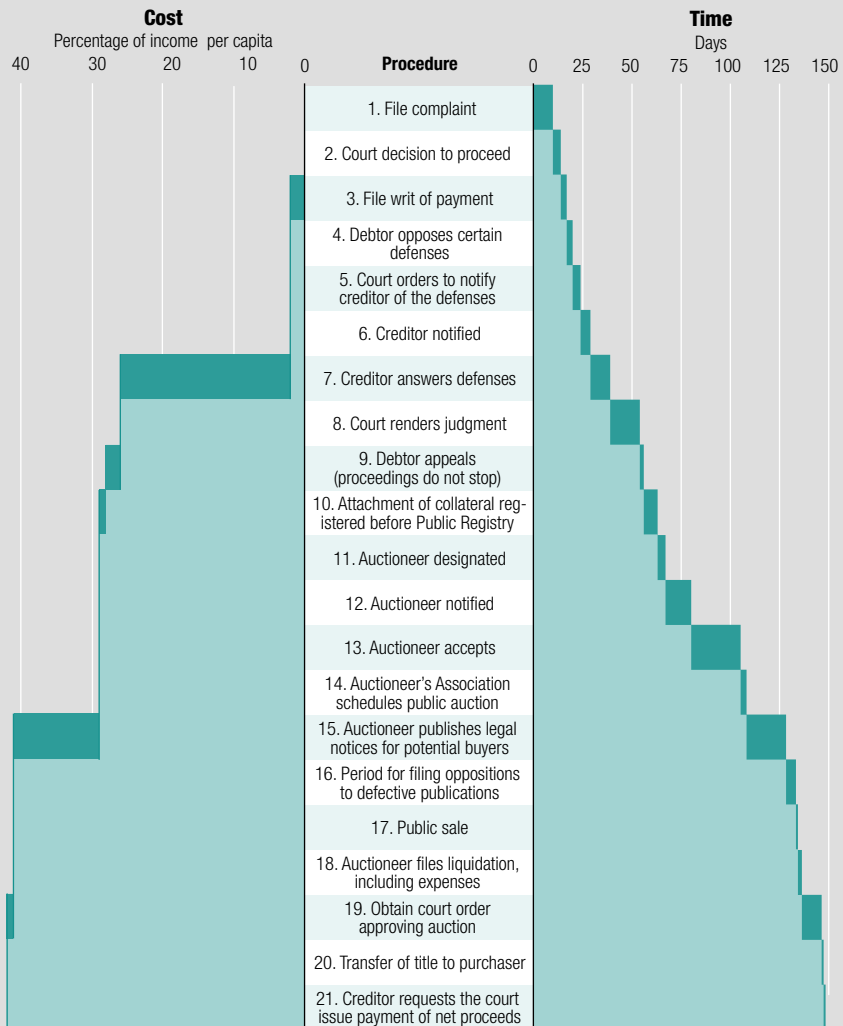 Cost
Percentage of income per capita
40 30 20 10 0
Procedure
Time
Days
0 25 50 75 100 125 150
1. File complaint
2. Court decision to proceed
3. File writ of payment
4. Debtor opposes certain
defenses
5. Court orders to notify
creditor of the defenses
6. Creditor notified
7. Creditor answers defenses
8. Court renders judgment
9. Debtor appeals
(proceedings do not stop)
10. Attachment of collateral reg-
istered before Public Registry
11. Auctioneer designated
12. Auctioneer notified
13. Auctioneer accepts
14. Auctioneer's Association
schedules public auction
15. Auctioneer publishes legal
notices for potential buyers
16. Period for filing oppositions
to defective publications
17. Public sale
18. Auctioneer files liquidation,
including expenses
19. Obtain court order
approving auction
20. Transfer of title to purchaser
21. Creditor requests the court
issue payment of net proceeds